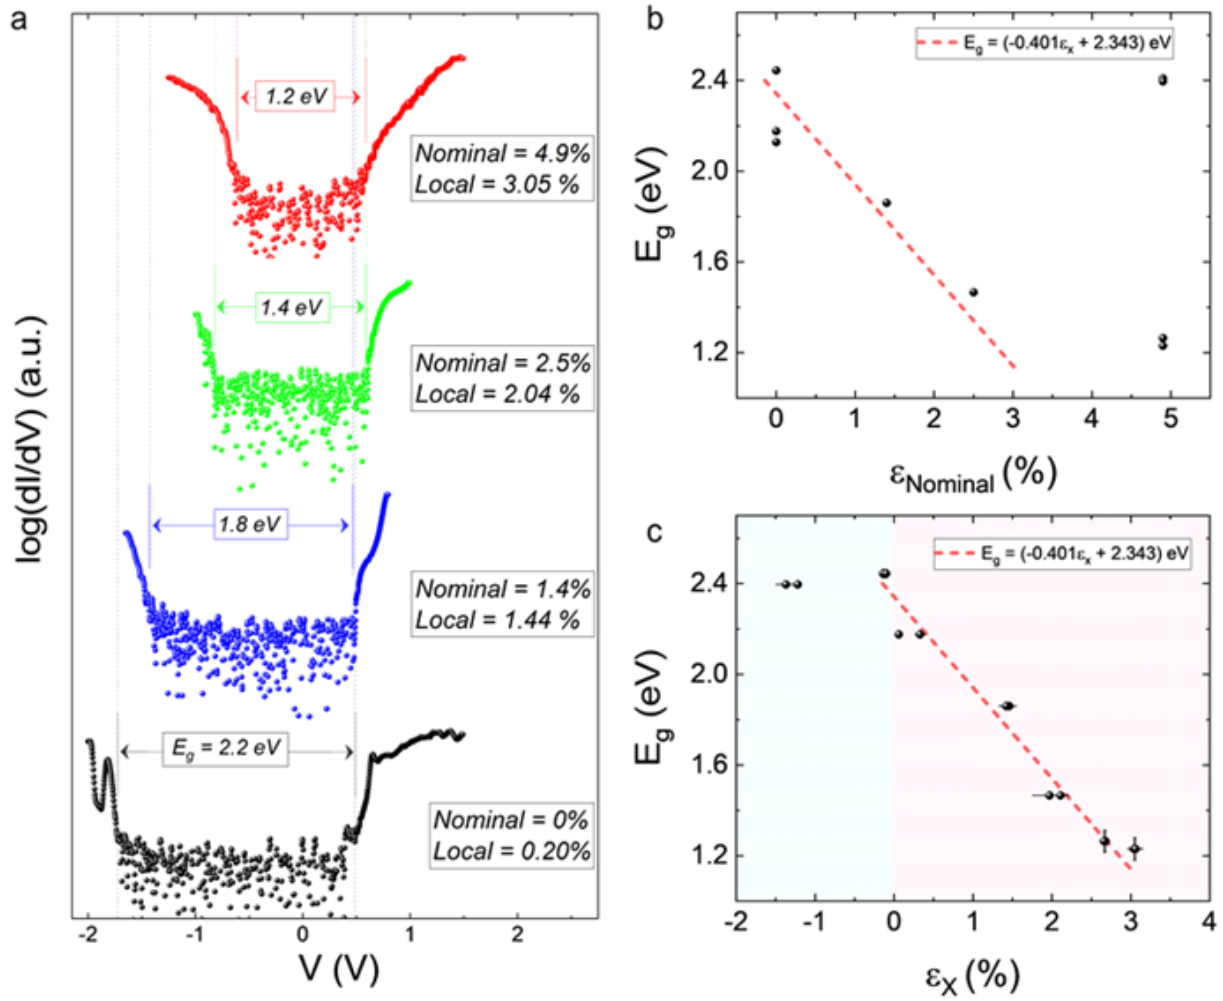 a
log(dI/dV) (a.u.)
1.2 eV
Nominal = 4.9%
Local = 3.05 %
1.4 eV
Nominal = 2.5%
Local = 2.04 %
1.8 eV
Nominal = 1.4%
Local = 1.44 %
Eg = 2.2 eV
Nominal = 0%
Local = 0.20%
-2 -1 0 1 2
V (V)
b
Eg = (-0.401εx + 2.343) eV
Eg (eV)
2.4
2.0
1.6
1.2
0 1 2 3 4 5
εNominal (%)
c
Eg = (-0.401εx + 2.343) eV
Eg (eV)
2.4
2.0
1.6
1.2
-2 -1 0 1 2 3 4
εX (%)